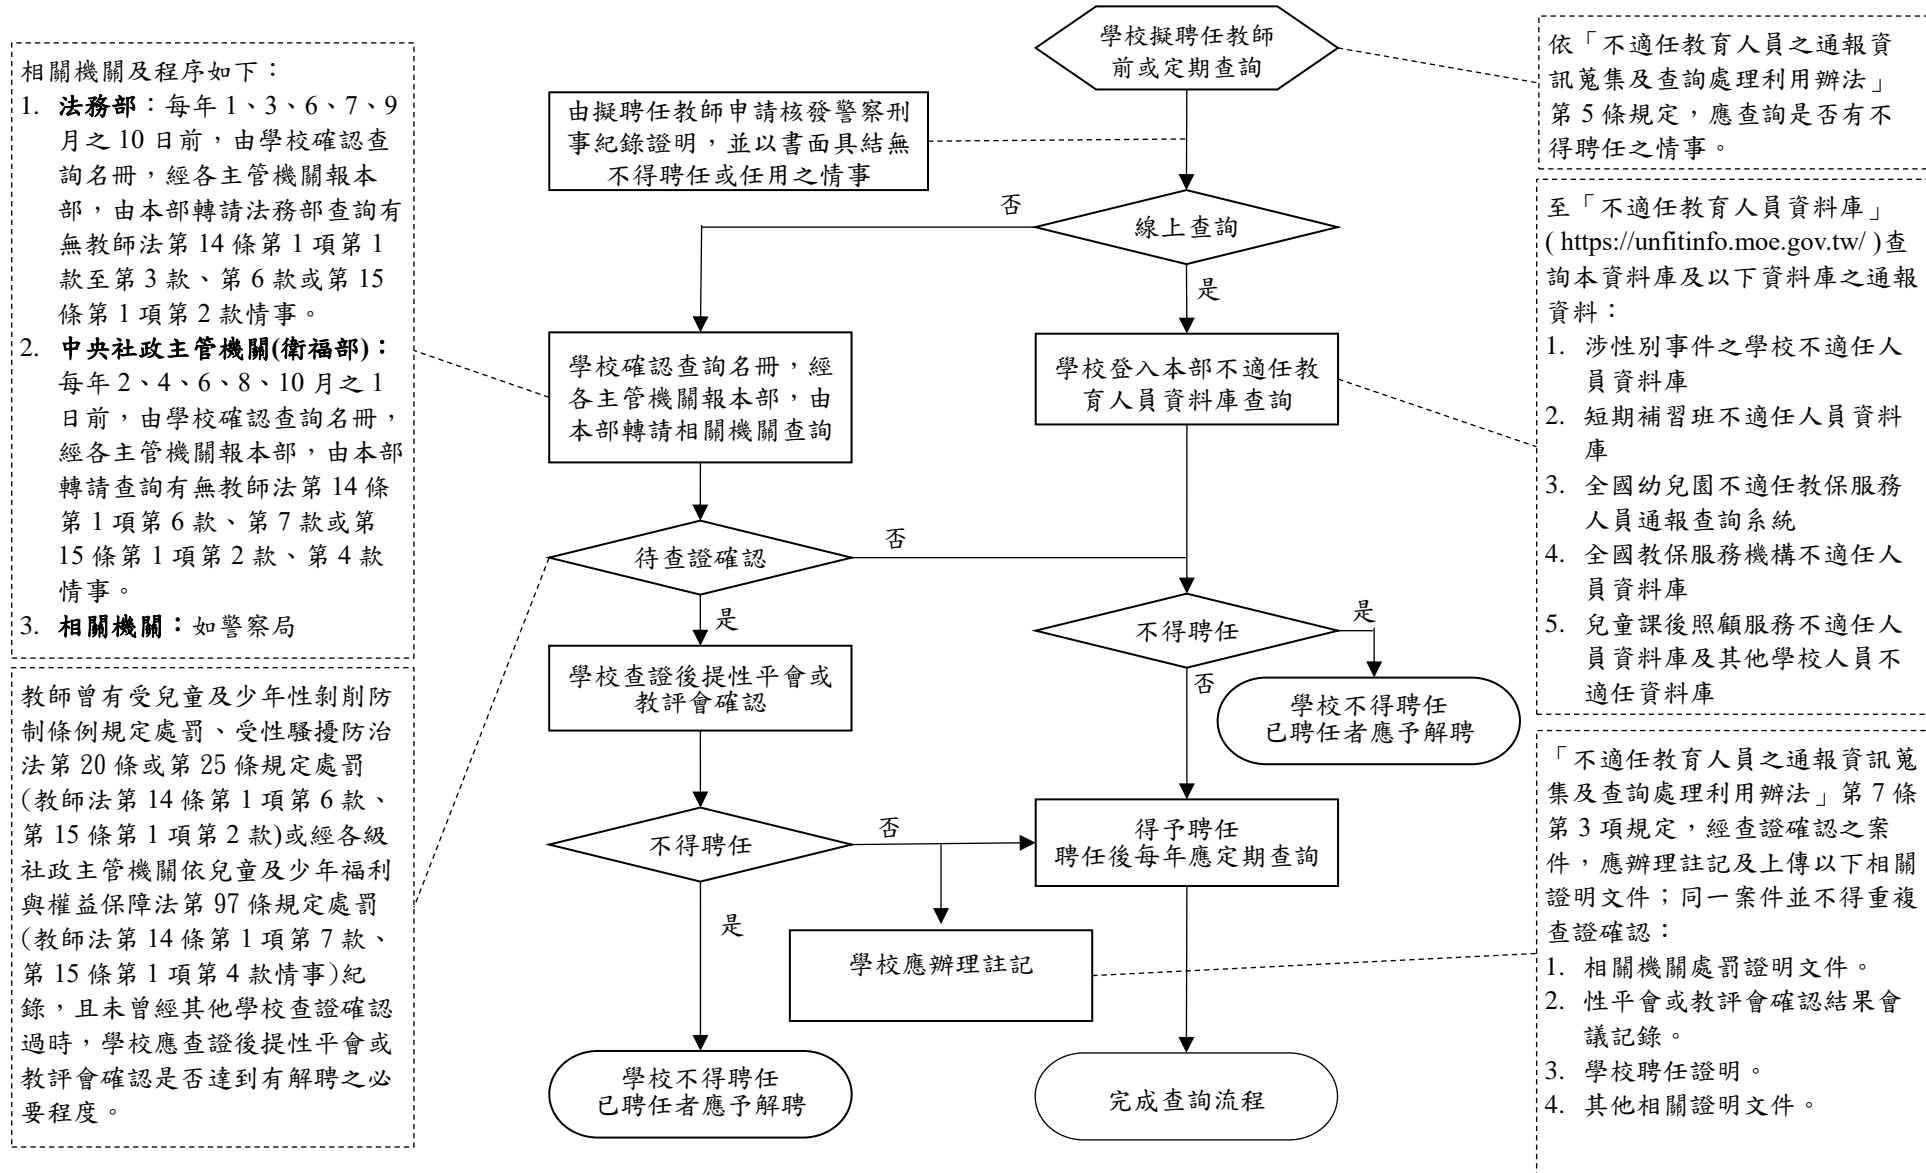 學校擬聘任教師
前或定期查詢
由擬聘任教師申請核發警察刑
事紀錄證明，並以書面具結無
不得聘任或任用之情事
否
線上查詢
是
學校確認查詢名冊，經
各主管機關報本部，由
本部轉請相關機關查詢
學校登入本部不適任教
育人員資料庫查詢
待查證確認
否
是
不得聘任
是
否
學校查證後提性平會或
教評會確認
學校不得聘任
已聘任者應予解聘
不得聘任
否
得予聘任
聘任後每年應定期查詢
是
學校應辦理註記
學校不得聘任
已聘任者應予解聘
完成查詢流程
相關機關及程序如下：
1. 法務部：每年 1、3、6、7、9
月之 10 日前，由學校確認查
詢名冊，經各主管機關報本
部，由本部轉請法務部查詢有
無教師法第 14 條第 1 項第 1
款至第 3 款、第 6 款或第 15
條第 1 項第 2 款情事。
2. 中央社政主管機關(衛福部)：
每年 2、4、6、8、10 月之 1
日前，由學校確認查詢名冊，
經各主管機關報本部，由本部
轉請查詢有無教師法第 14 條
第 1 項第 6 款、第 7 款或第
15 條第 1 項第 2 款、第 4 款
情事。
3. 相關機關：如警察局
教師曾有受兒童及少年性剝削防
制條例規定處罰、受性騷擾防治
法第 20 條或第 25 條規定處罰
(教師法第 14 條第 1 項第 6 款、
第 15 條第 1 項第 2 款)或經各級
社政主管機關依兒童及少年福利
與權益保障法第 97 條規定處罰
(教師法第 14 條第 1 項第 7 款、
第 15 條第 1 項第 4 款情事)紀
錄，且未曾經其他學校查證確認
過時，學校應查證後提性平會或
教評會確認是否達到有解聘之必
要程度。
依「不適任教育人員之通報資
訊蒐集及查詢處理利用辦法」
第 5 條規定，應查詢是否有不
得聘任之情事。
至「不適任教育人員資料庫」
( https://unfitinfo.moe.gov.tw/ )查
詢本資料庫及以下資料庫之通報
資料：
1. 涉性別事件之學校不適任人
員資料庫
2. 短期補習班不適任人員資料
庫
3. 全國幼兒園不適任教保服務
人員通報查詢系統
4. 全國教保服務機構不適任人
員資料庫
5. 兒童課後照顧服務不適任人
員資料庫及其他學校人員不
適任資料庫
「不適任教育人員之通報資訊蒐
集及查詢處理利用辦法」第 7 條
第 3 項規定，經查證確認之案
件，應辦理註記及上傳以下相關
證明文件；同一案件並不得重複
查證確認：
1. 相關機關處罰證明文件。
2. 性平會或教評會確認結果會
議記錄。
3. 學校聘任證明。
4. 其他相關證明文件。